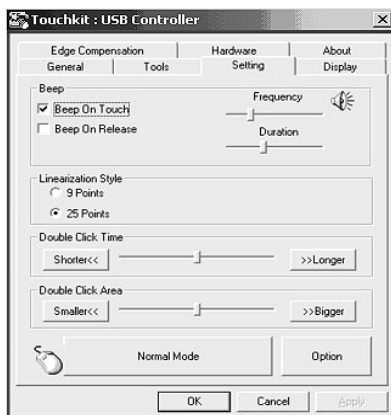 Touchkit : USB Controller
Edge Compensation Hardware About
General Tools Setting Display
Beep
Beep On Touch
Beep On Release
Frequency
Duration
Linearization Style
9 Points
25 Points
Double Click Time
Shorter<< >>Longer
Double Click Area
Smaller<< >>Bigger
Normal Mode Option
OK Cancel Apply